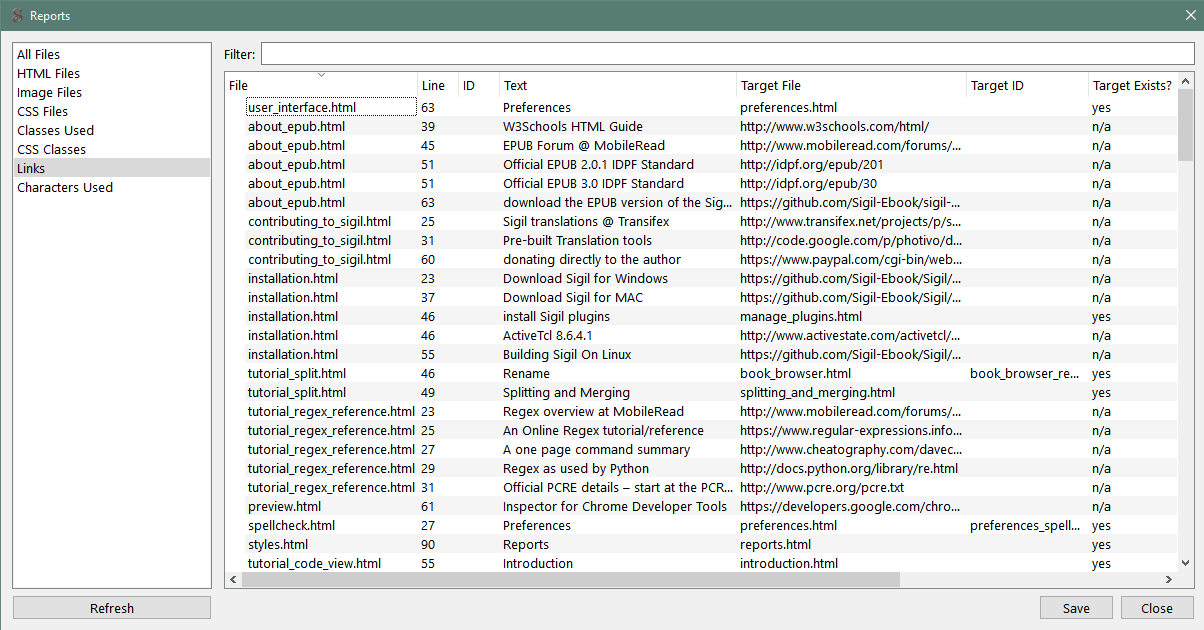 Reports
All Files
HTML Files
Image Files
CSS Files
Classes Used
CSS Classes
Links
Characters Used
Refresh
Filter:
File Line ID Text Target File Target ID Target Exists?
user_interface.html 63 Preferences preferences.html yes
about_epub.html 39 W3Schools HTML Guide http://www.w3schools.com/html/ n/a
about_epub.html 45 EPUB Forum @ MobileRead http://www.mobileread.com/forums/... n/a
about_epub.html 51 Official EPUB 2.0.1 IDPF Standard http://idpf.org/epub/201 n/a
about_epub.html 51 Official EPUB 3.0 IDPF Standard http://idpf.org/epub/30 n/a
about_epub.html 63 download the EPUB version of the Sig... https://github.com/Sigil-Ebook/sigil-... n/a
contributing_to_sigil.html 25 Sigil translations @ Transifex http://www.transifex.net/projects/p/s... n/a
contributing_to_sigil.html 31 Pre-built Translation tools http://code.google.com/p/photivo/d... n/a
contributing_to_sigil.html 60 donating directly to the author https://www.paypal.com/cgi-bin/web... n/a
installation.html 23 Download Sigil for Windows https://github.com/Sigil-Ebook/Sigil/... n/a
installation.html 37 Download Sigil for MAC https://github.com/Sigil-Ebook/Sigil/... n/a
installation.html 46 install Sigil plugins manage_plugins.html yes
installation.html 46 ActiveTcl 8.6.4.1 http://www.activestate.com/activetcl/... n/a
installation.html 55 Building Sigil On Linux https://github.com/Sigil-Ebook/Sigil/... n/a
tutorial_split.html 46 Rename book_browser.html book_browser_re... yes
tutorial_split.html 49 Splitting and Merging splitting_and_merging.html yes
tutorial_regex_reference.html 23 Regex overview at MobileRead http://www.mobileread.com/forums/... n/a
tutorial_regex_reference.html 25 An Online Regex tutorial/reference https://www.regular-expressions.info... n/a
tutorial_regex_reference.html 27 A one page command summary http://www.cheatography.com/davec... n/a
tutorial_regex_reference.html 29 Regex as used by Python http://docs.python.org/library/re.html n/a
tutorial_regex_reference.html 31 Official PCRE details – start at the PCR... http://www.pcre.org/pcre.txt n/a
preview.html 61 Inspector for Chrome Developer Tools https://developers.google.com/chro... n/a
spellcheck.html 27 Preferences preferences.html preferences_spell... yes
styles.html 90 Reports reports.html yes
tutorial_code_view.html 55 Introduction introduction.html yes
Save Close